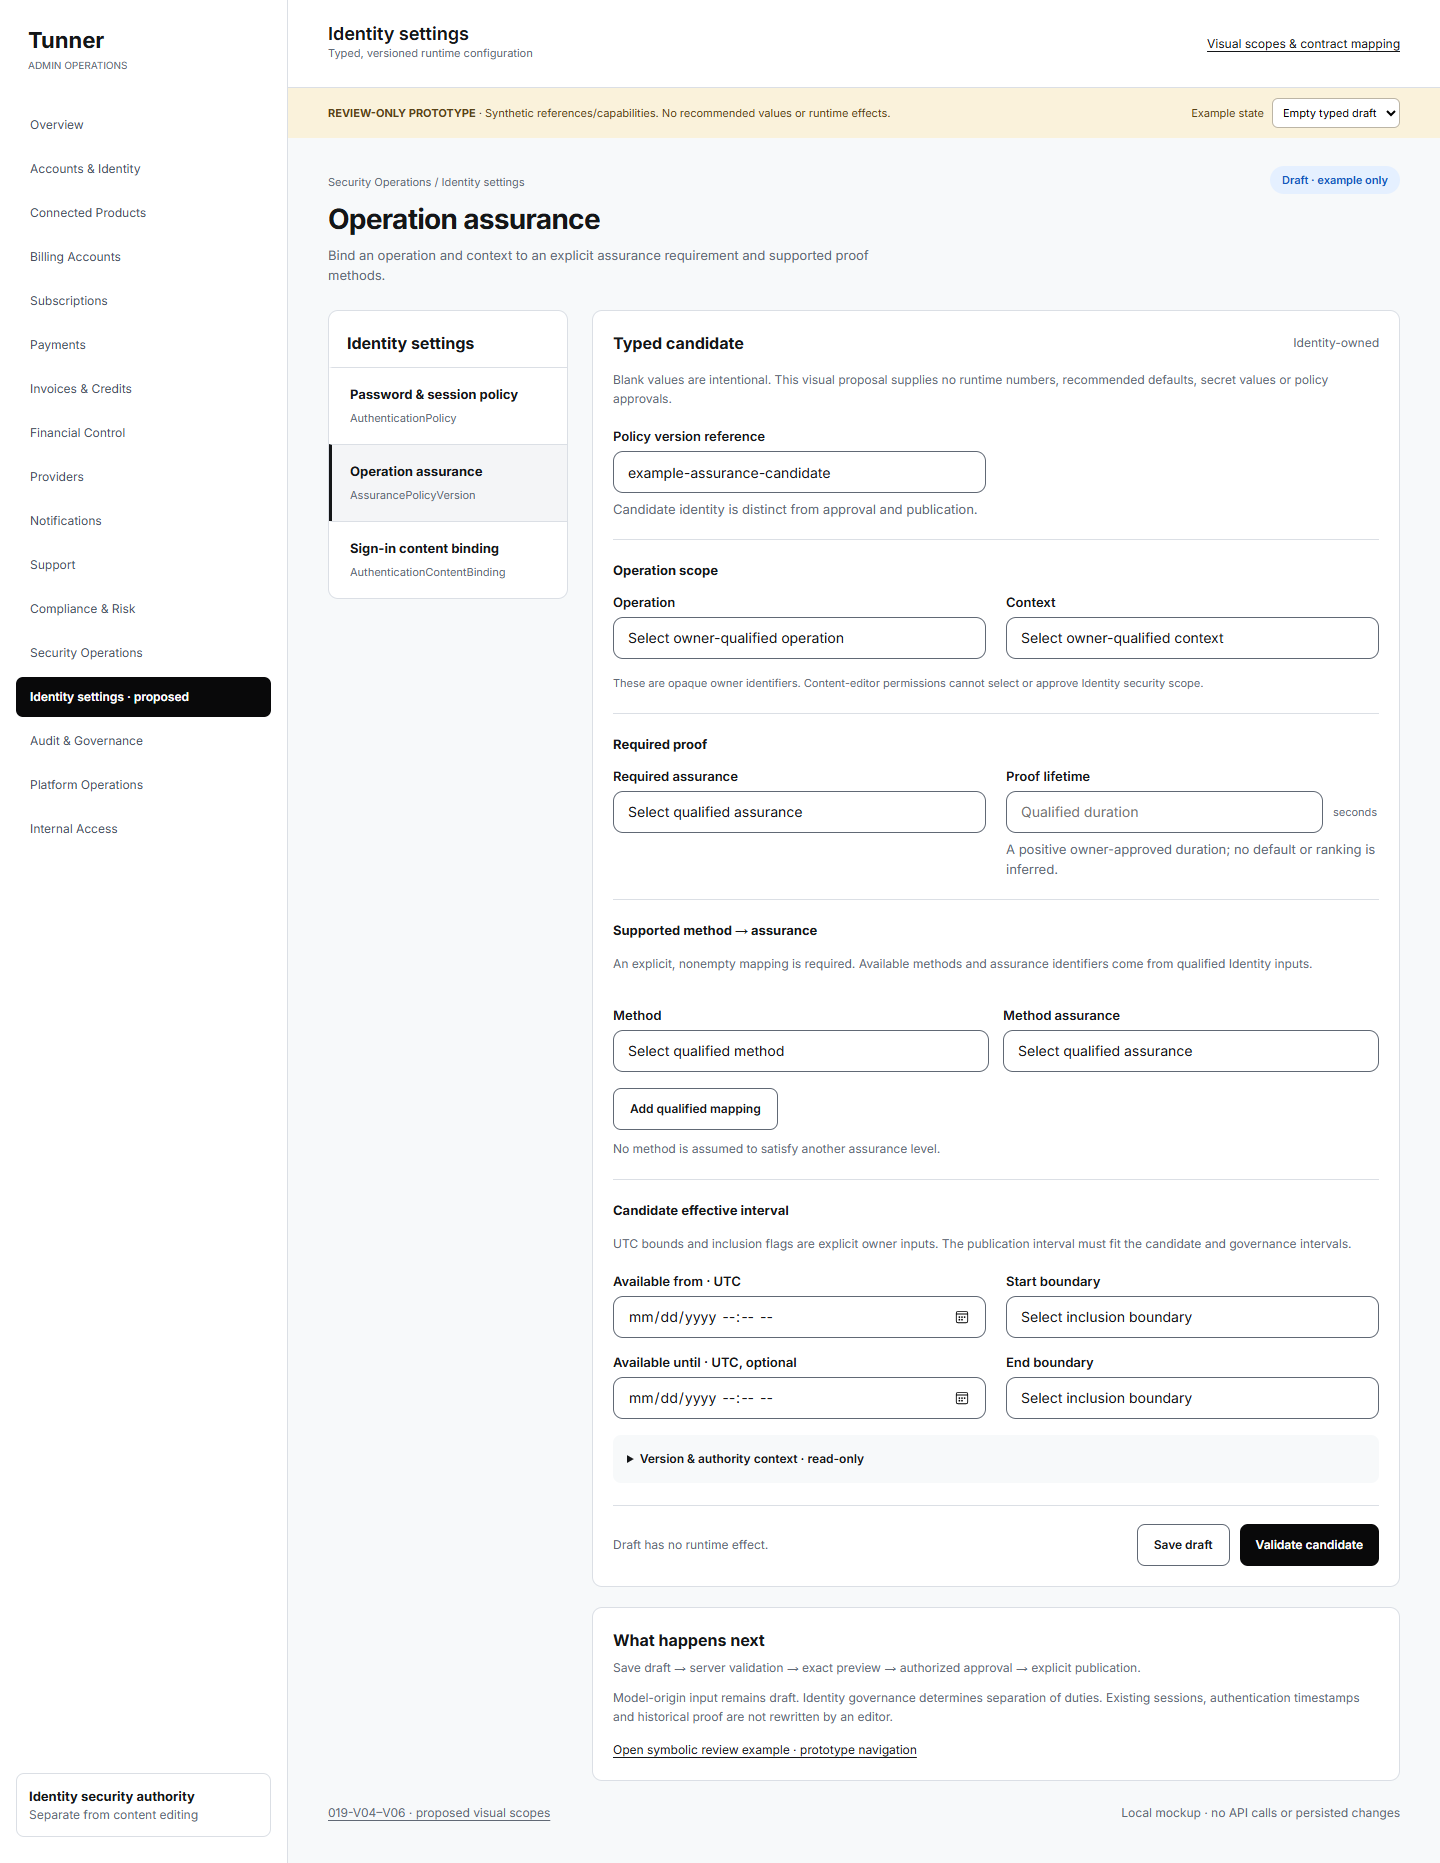 Tunner
ADMIN OPERATIONS
Overview
Accounts & Identity
Connected Products
Billing Accounts
Subscriptions
Payments
Invoices & Credits
Financial Control
Providers
Notifications
Support
Compliance & Risk
Security Operations
Identity settings · proposed
Audit & Governance
Platform Operations
Internal Access
Identity security authority
Separate from content editing
Identity settings
Typed, versioned runtime configuration
Visual scopes & contract mapping
REVIEW-ONLY PROTOTYPE · Synthetic references/capabilities. No recommended values or runtime effects.
Example state
Empty typed draft
Security Operations / Identity settings
Draft · example only
Operation assurance
Bind an operation and context to an explicit assurance requirement and supported proof
methods.
Identity settings
Password & session policy
AuthenticationPolicy
Operation assurance
AssurancePolicyVersion
Sign-in content binding
AuthenticationContentBinding
Typed candidate
Identity-owned
Blank values are intentional. This visual proposal supplies no runtime numbers, recommended defaults, secret values or policy
approvals.
Policy version reference
example-assurance-candidate
Candidate identity is distinct from approval and publication.
Operation scope
Operation
Context
Select owner-qualified operation
Select owner-qualified context
These are opaque owner identifiers. Content-editor permissions cannot select or approve Identity security scope.
Required proof
Required assurance
Proof lifetime
Select qualified assurance
Qualified duration
seconds
A positive owner-approved duration; no default or ranking is
inferred.
Supported method → assurance
An explicit, nonempty mapping is required. Available methods and assurance identifiers come from qualified Identity inputs.
Method
Method assurance
Select qualified method
Select qualified assurance
Add qualified mapping
No method is assumed to satisfy another assurance level.
Candidate effective interval
UTC bounds and inclusion flags are explicit owner inputs. The publication interval must fit the candidate and governance intervals.
Available from · UTC
Start boundary
mm/dd/yyyy --:-- --
Select inclusion boundary
Available until · UTC, optional
End boundary
mm/dd/yyyy --:-- --
Select inclusion boundary
Version & authority context · read-only
Draft has no runtime effect.
Save draft
Validate candidate
What happens next
Save draft → server validation → exact preview → authorized approval → explicit publication.
Model-origin input remains draft. Identity governance determines separation of duties. Existing sessions, authentication timestamps
and historical proof are not rewritten by an editor.
Open symbolic review example · prototype navigation
019-V04–V06 · proposed visual scopes
Local mockup · no API calls or persisted changes